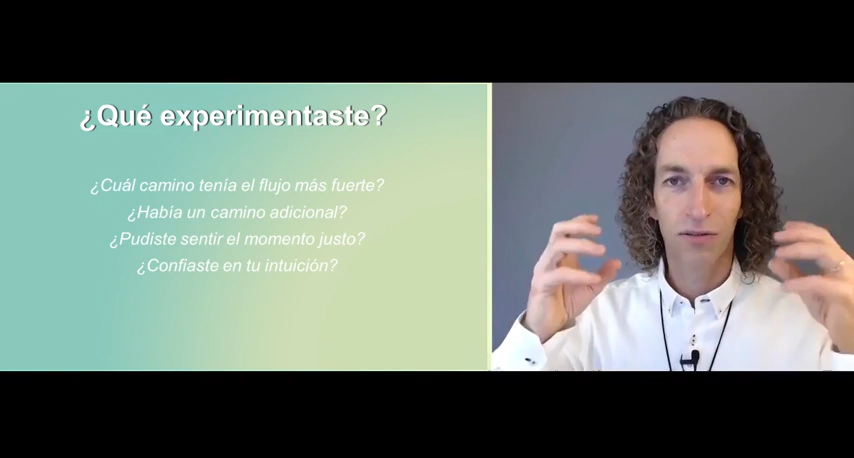 ¿Qué experimentaste?
¿Cuál camino tenía el flujo más fuerte?
¿Había un camino adicional?
¿Pudiste sentir el momento justo?
¿Confiaste en tu intuición?